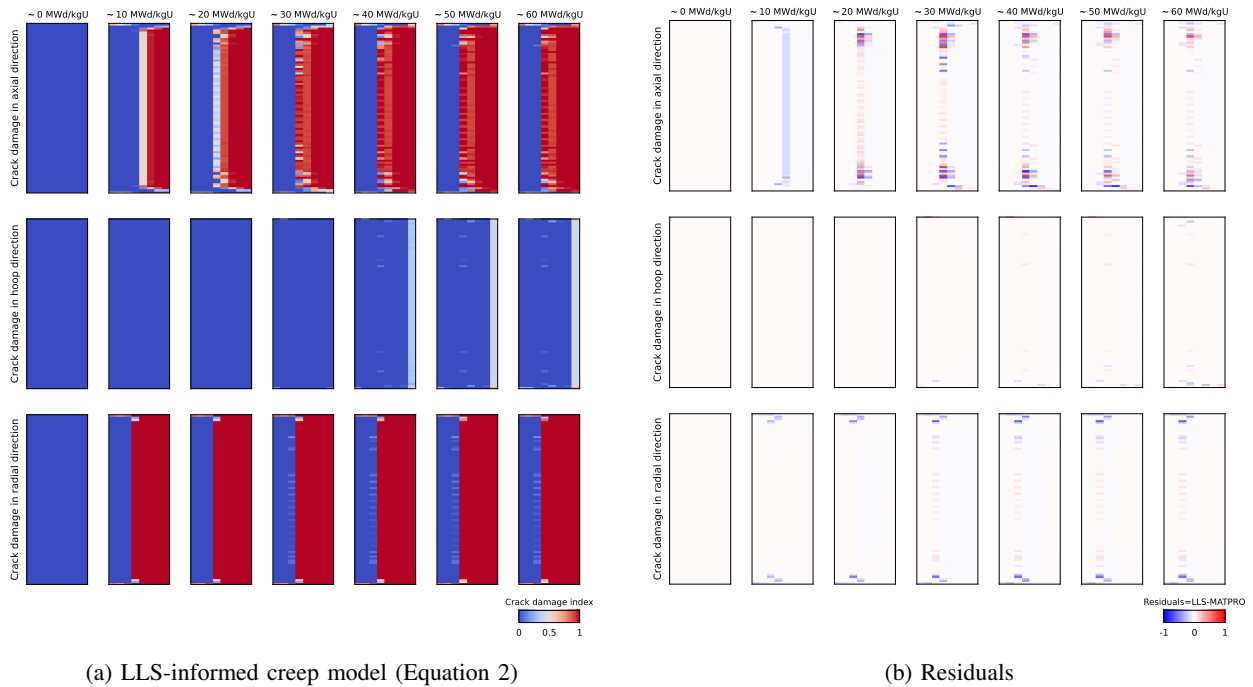 ~ 0 MWd/kgU ~ 10 MWd/kgU ~ 20 MWd/kgU ~ 30 MWd/kgU ~ 40 MWd/kgU ~ 50 MWd/kgU ~ 60 MWd/kgU
Crack damage in axial direction
Crack damage in hoop direction
Crack damage in radial direction
Crack damage index
0 0.5 1
(a) LLS-informed creep model (Equation 2)
~ 0 MWd/kgU ~ 10 MWd/kgU ~ 20 MWd/kgU ~ 30 MWd/kgU ~ 40 MWd/kgU ~ 50 MWd/kgU ~ 60 MWd/kgU
Crack damage in axial direction
Crack damage in hoop direction
Crack damage in radial direction
Residuals=LLS-MATPRO
-1 0 1
(b) Residuals